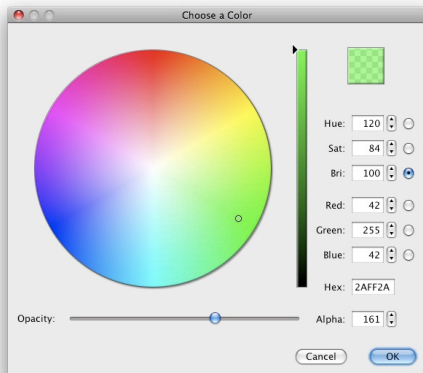 Choose a Color
Hue: 120
Sat: 84
Bri: 100
Red: 42
Green: 255
Blue: 42
Hex: 2AFF2A
Opacity:
Alpha: 161
Cancel
OK